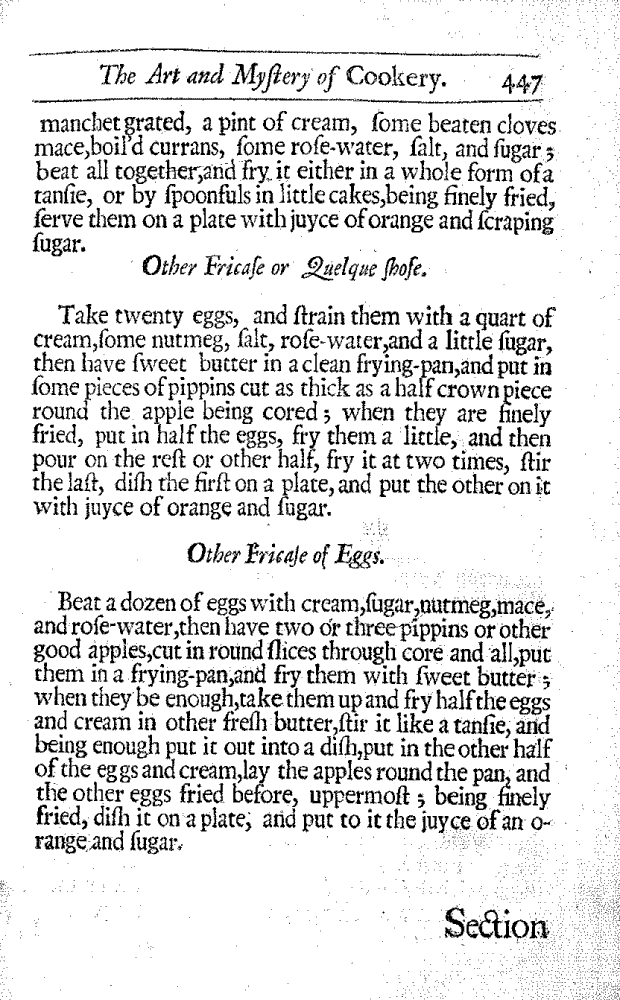 The Art and Myſtery of Cookery. 447
manchet grated, a pint of cream, ſome beaten cloves
mace,boil'd currans, ſome roſe-water, ſalt, and ſugar;
beat all together,and fry it either in a whole form of a
tanſie, or by ſpoonfuls in little cakes,being finely fried,
ſerve them on a plate with juyce of orange and ſcraping
ſugar.
Other Fricaſe or Quelque ſhoſe.
Take twenty eggs, and ſtrain them with a quart of
cream,ſome nutmeg, ſalt, roſe-water,and a little ſugar,
then have ſweet butter in a clean frying-pan,and put in
ſome pieces of pippins cut as thick as a half crown piece
round the apple being cored; when they are finely
fried, put in half the eggs, fry them a little, and then
pour on the reſt or other half, fry it at two times, ſtir
the laſt, diſh the firſt on a plate, and put the other on it
with juyce of orange and ſugar.
Other Fricaſe of Eggs.
Beat a dozen of eggs with cream,ſugar,nutmeg,mace,
and roſe-water,then have two or three pippins or other
good apples,cut in round ſlices through core and all,put
them in a frying-pan,and fry them with ſweet butter;
when they be enough,take them up and fry half the eggs
and cream in other freſh butter,ſtir it like a tanſie, and
being enough put it out into a diſh,put in the other half
of the eggs and cream,lay the apples round the pan, and
the other eggs fried before, uppermoſt; being finely
fried, diſh it on a plate, and put to it the juyce of an o-
range and ſugar.
Section